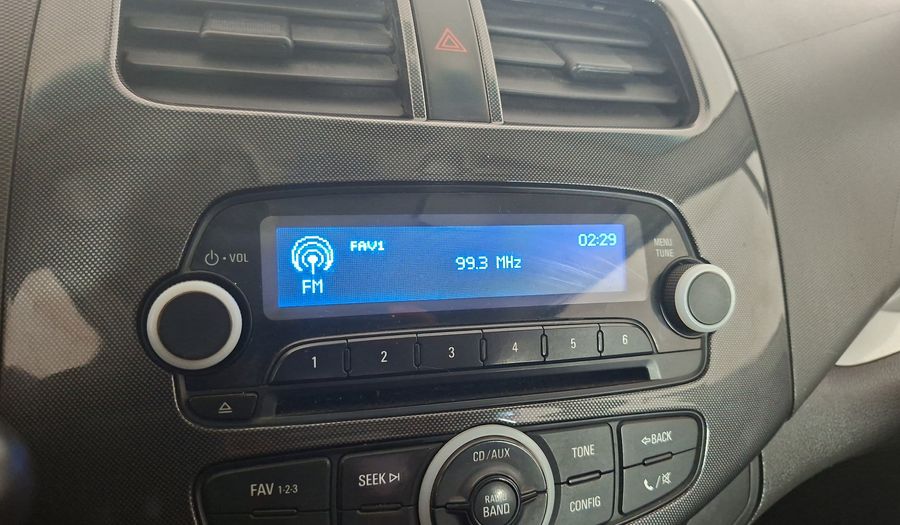 FAV1
02:29
99.3 MHz
FM
VOL
MENU
TUNE
1 2 3 4 5 6
CD/AUX
TONE
BACK
SEEK
FAV 1-2-3
RADIO
BAND
CONFIG